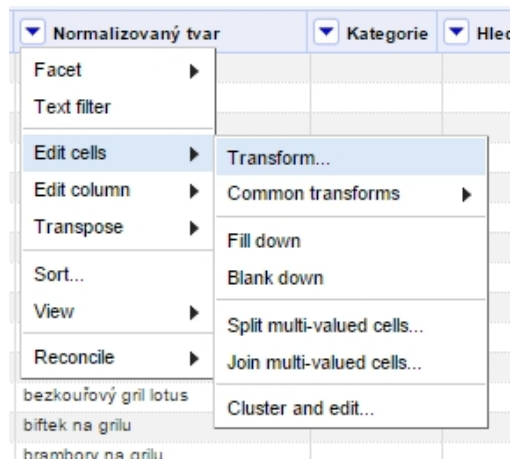 Normalizovaný tvar Kategorie Hled
Facet
Text filter
Edit cells
Edit column
Transpose
Sort...
View
Reconcile
Transform...
Common transforms
Fill down
Blank down
Split multi-valued cells...
Join multi-valued cells...
Cluster and edit...
bezkouřový gril lotus
biftek na grilu
brambory na grilu